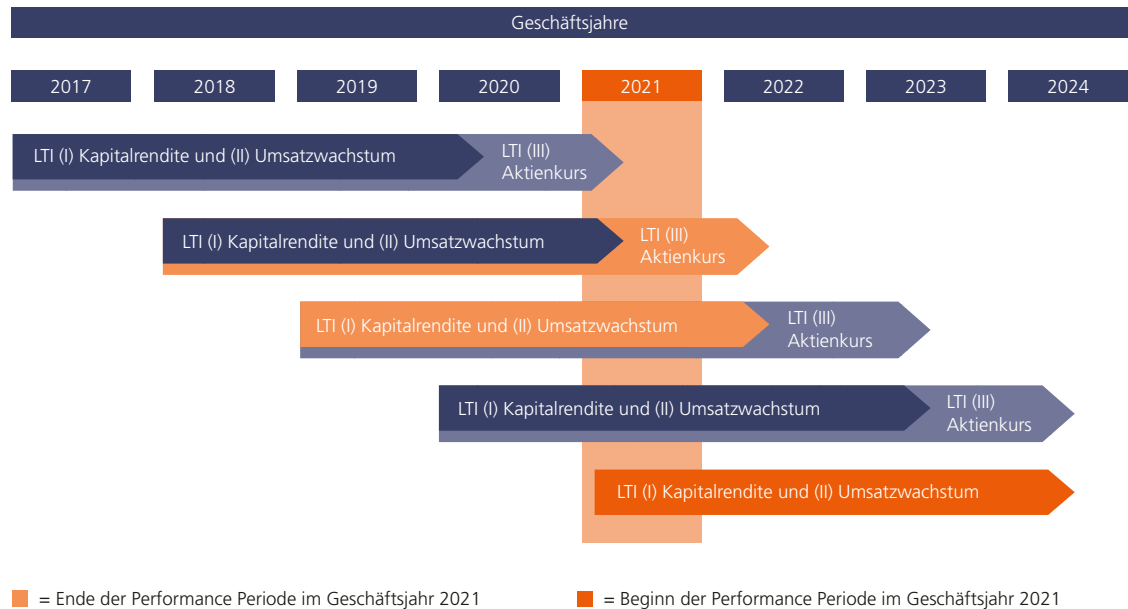 Geschäftsjahre
2017 2018 2019 2020 2021 2022 2023 2024
LTI (I) Kapitalrendite und (II) Umsatzwachstum
LTI (III)
Aktienkurs
LTI (I) Kapitalrendite und (II) Umsatzwachstum
LTI (III)
Aktienkurs
LTI (I) Kapitalrendite und (II) Umsatzwachstum
LTI (III)
Aktienkurs
LTI (I) Kapitalrendite und (II) Umsatzwachstum
LTI (III)
Aktienkurs
LTI (I) Kapitalrendite und (II) Umsatzwachstum
= Ende der Performance Periode im Geschäftsjahr 2021
= Beginn der Performance Periode im Geschäftsjahr 2021